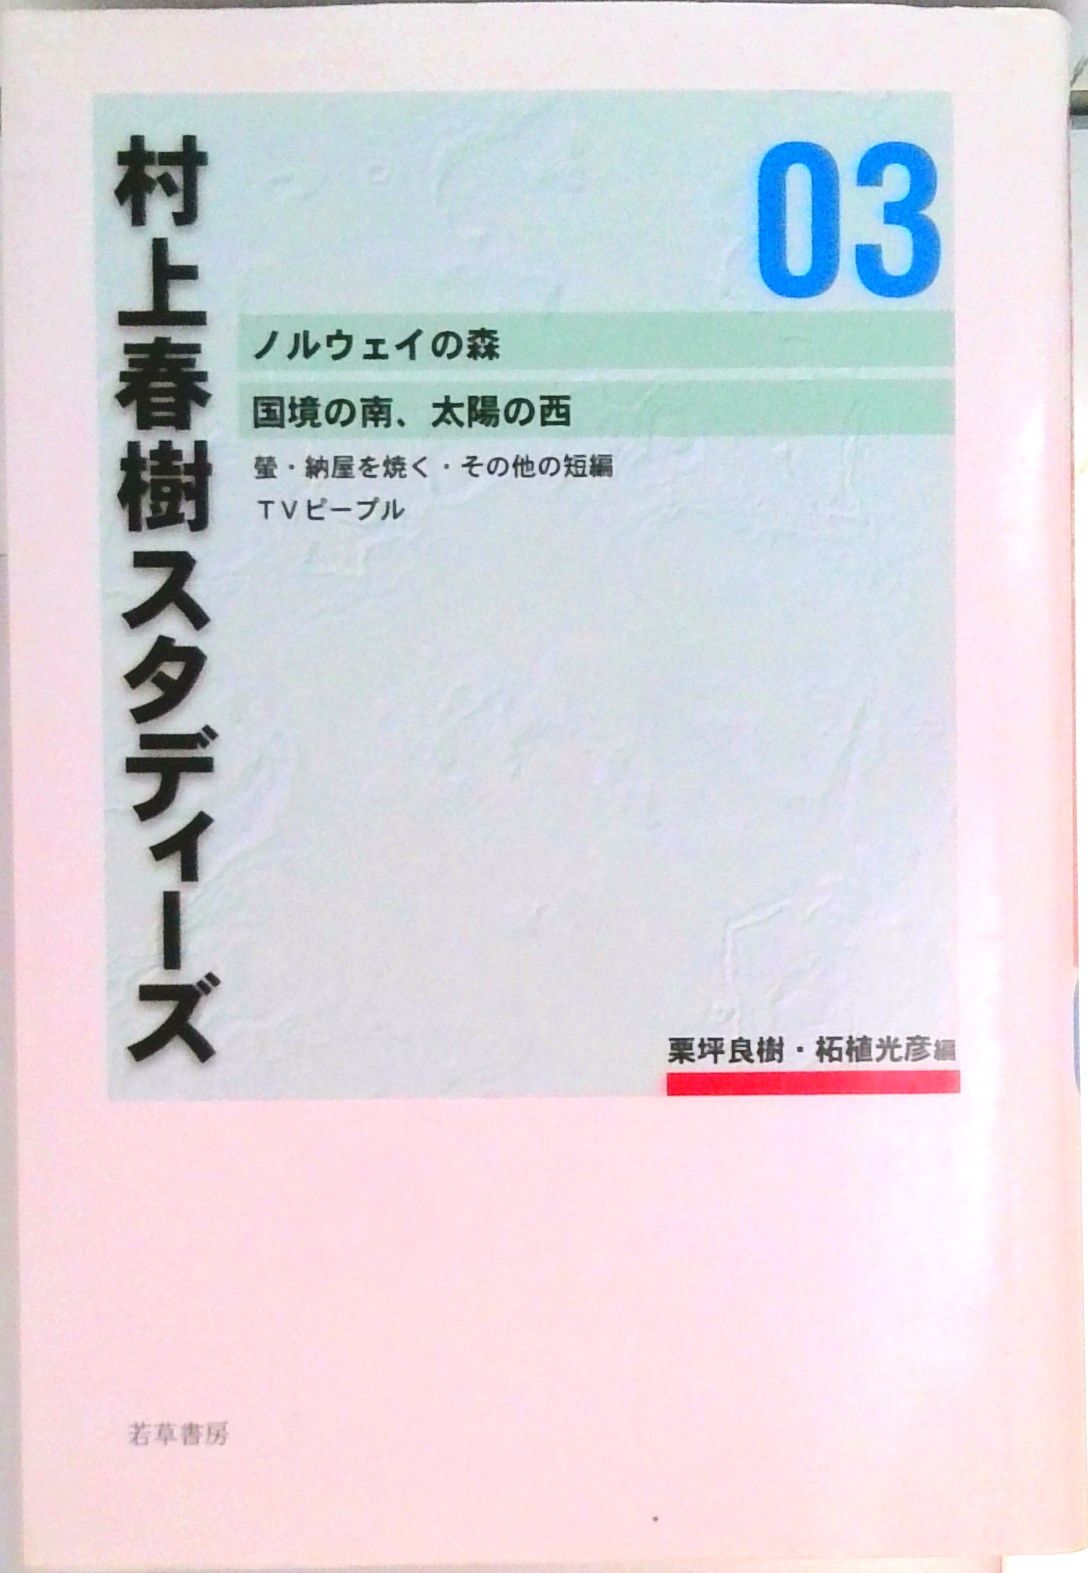 村上春樹スタディーズ
03
ノルウェイの森
国境の南、太陽の西
螢・納屋を焼く・その他の短編
TVピープル
栗坪良樹・柘植光彦編
若草書房